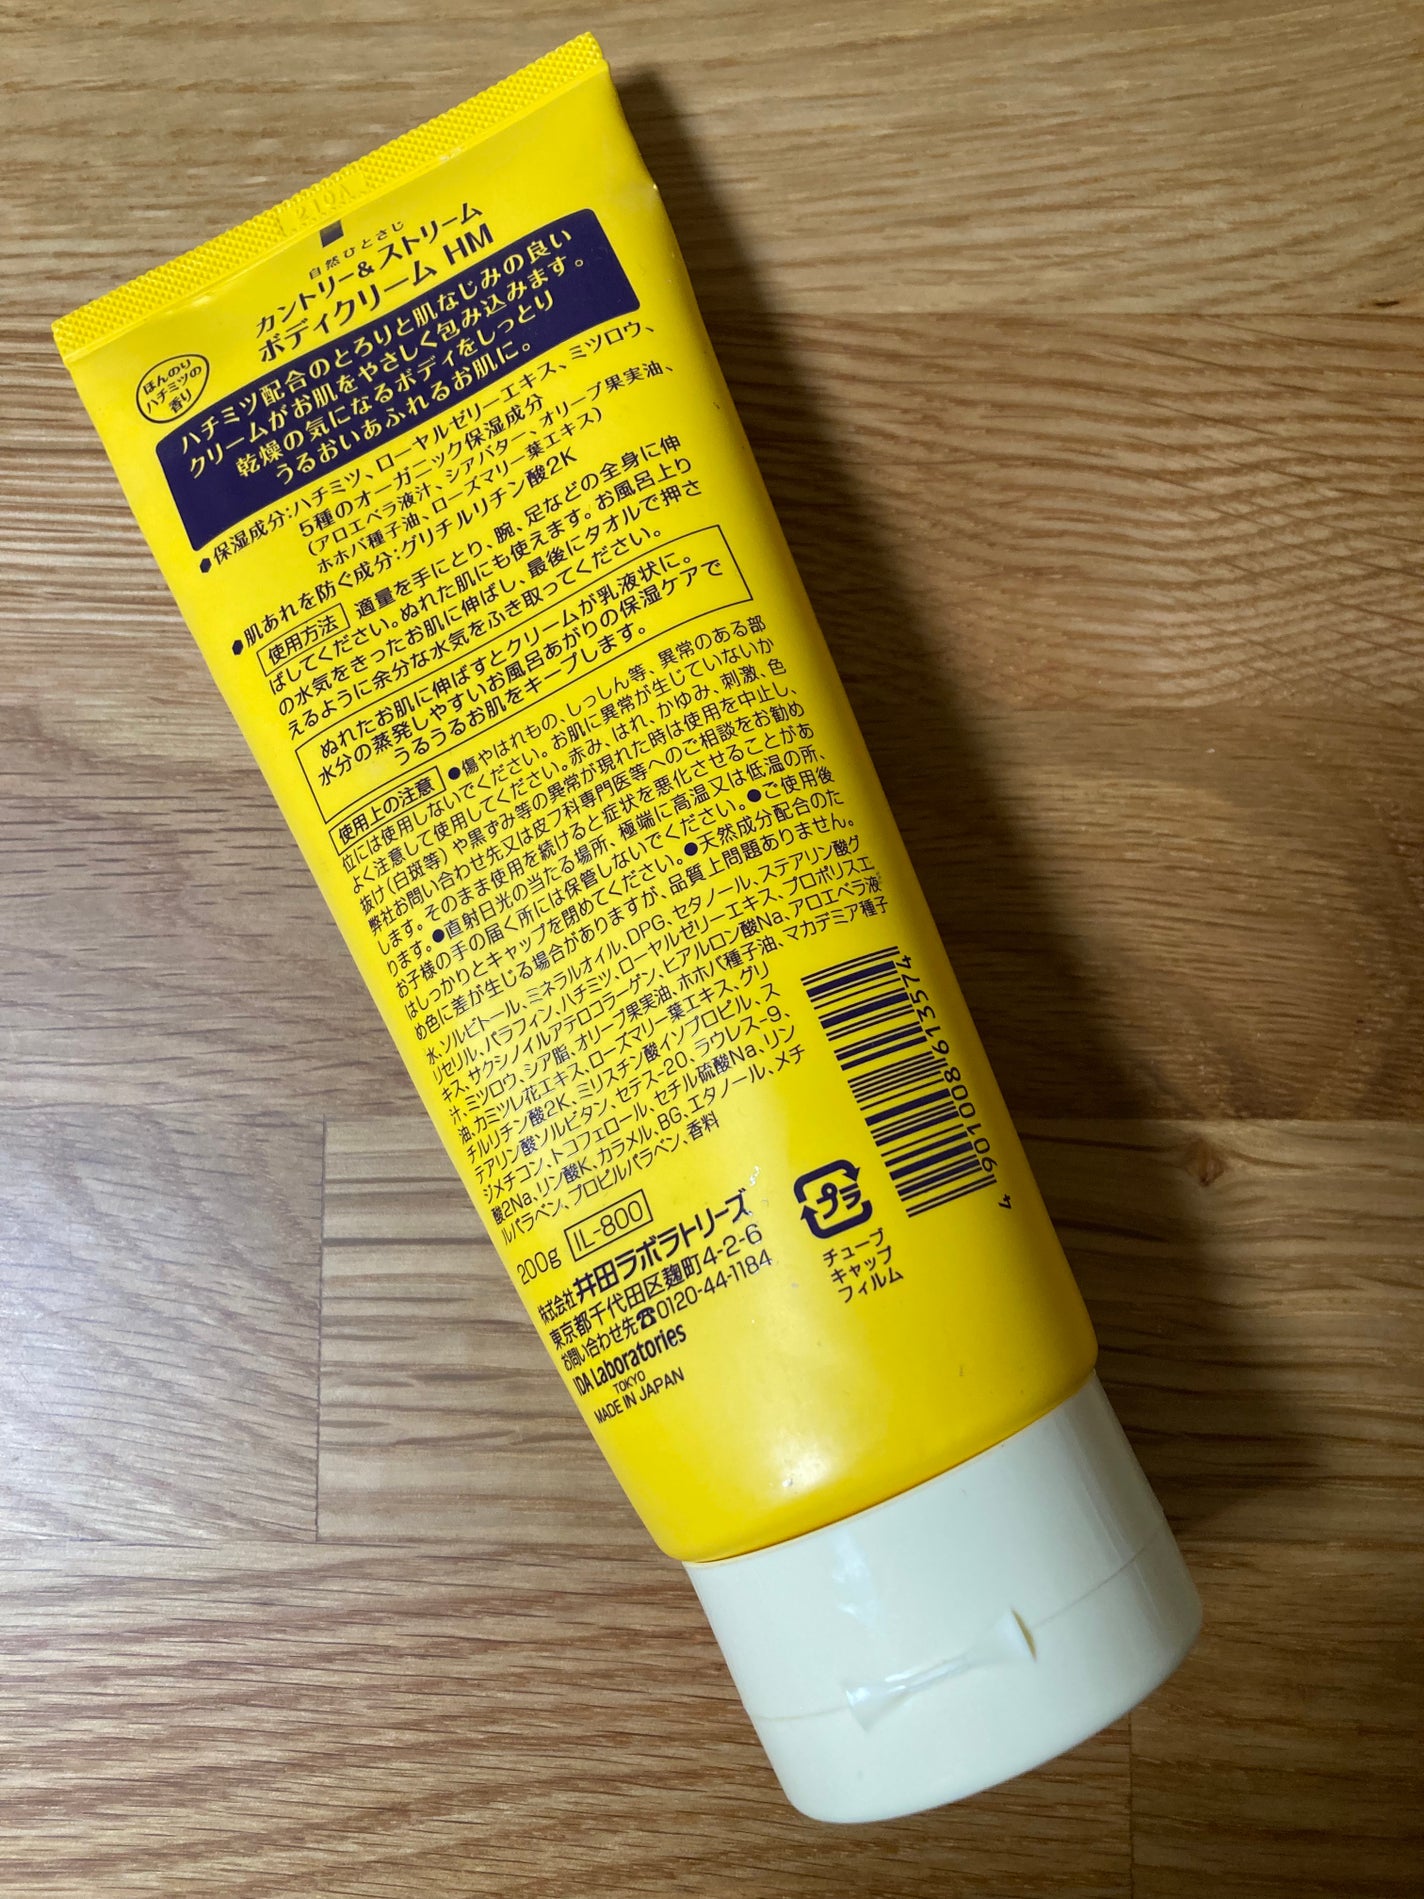 自然ひとさじ
カントリー&ストリーム
ボディクリーム HM
ほんのり
ハチミツの
香り
ハチミツ配合のとろりと肌なじみの良い
クリームがお肌をやさしく包み込みます。
乾燥の気になるボディをしっとり
うるおいあふれるお肌に。
●保湿成分:ハチミツ、ローヤルゼリーエキス、ミツロウ、
5種のオーガニック保湿成分
(アロエベラ液汁、シアバター、オリーブ果実油、
ホホバ種子油、ローズマリー葉エキス)
●肌あれを防ぐ成分:グリチルリチン酸2K
使用方法 適量を手にとり、腕、足などの全身に伸
ばしてください。ぬれた肌にも使えます。お風呂上り
の水気をきったお肌に伸ばし、最後にタオルで押さ
えるように余分な水気をふき取ってください。
ぬれたお肌に伸ばすとクリームが乳液状に。
水分の蒸発しやすいお風呂あがりの保湿ケアで
うるうるお肌をキープします。
使用上の注意 ●傷やはれもの、しっしん等、異常のある部
位には使用しないでください。お肌に異常が生じていないか
よく注意して使用してください。赤み、はれ、かゆみ、刺激、色
抜け(白斑等)や黒ずみ等の異常が現れた時は使用を中止し、
弊社お問い合わせ先又は皮フ科専門医等へのご相談をお勧め
します。そのまま使用を続けると症状を悪化させることがあ
ります。●直射日光の当たる場所、極端に高温又は低温の所、
お子様の手の届く所には保管しないでください。●ご使用後
はしっかりとキャップを閉めてください。●天然成分配合のた
め色に差が生じる場合がありますが、品質上問題ありません。
水、ソルビトール、ミネラルオイル、DPG、セタノール、ステアリン酸グ
リセリル、パラフィン、ハチミツ、ローヤルゼリーエキス、プロポリスエ
キス、サクシノイルアテロコラーゲン、ヒアルロン酸Na、アロエベラ液
汁、ミツロウ、シア脂、オリーブ果実油、ホホバ種子油、マカデミア種子
油、カミツレ花エキス、ローズマリー葉エキス、グリ
チルリチン酸2K、ミリスチン酸イソプロピル、ス
テアリン酸ソルビタン、セテス-20、ラウレス-9、
ジメチコン、トコフェロール、セチル硫酸Na、リン
酸2Na、リン酸K、カラメル、BG、エタノール、メチ
ルパラベン、プロピルパラベン、香料
200g IL-800
株式会社井田ラボラトリーズ
東京都千代田区麹町4-2-6
お問い合わせ先☎0120-44-1184
IDA Laboratories
TOKYO
MADE IN JAPAN
プラ
チューブ
キャップ
フィルム
4 901008 613574